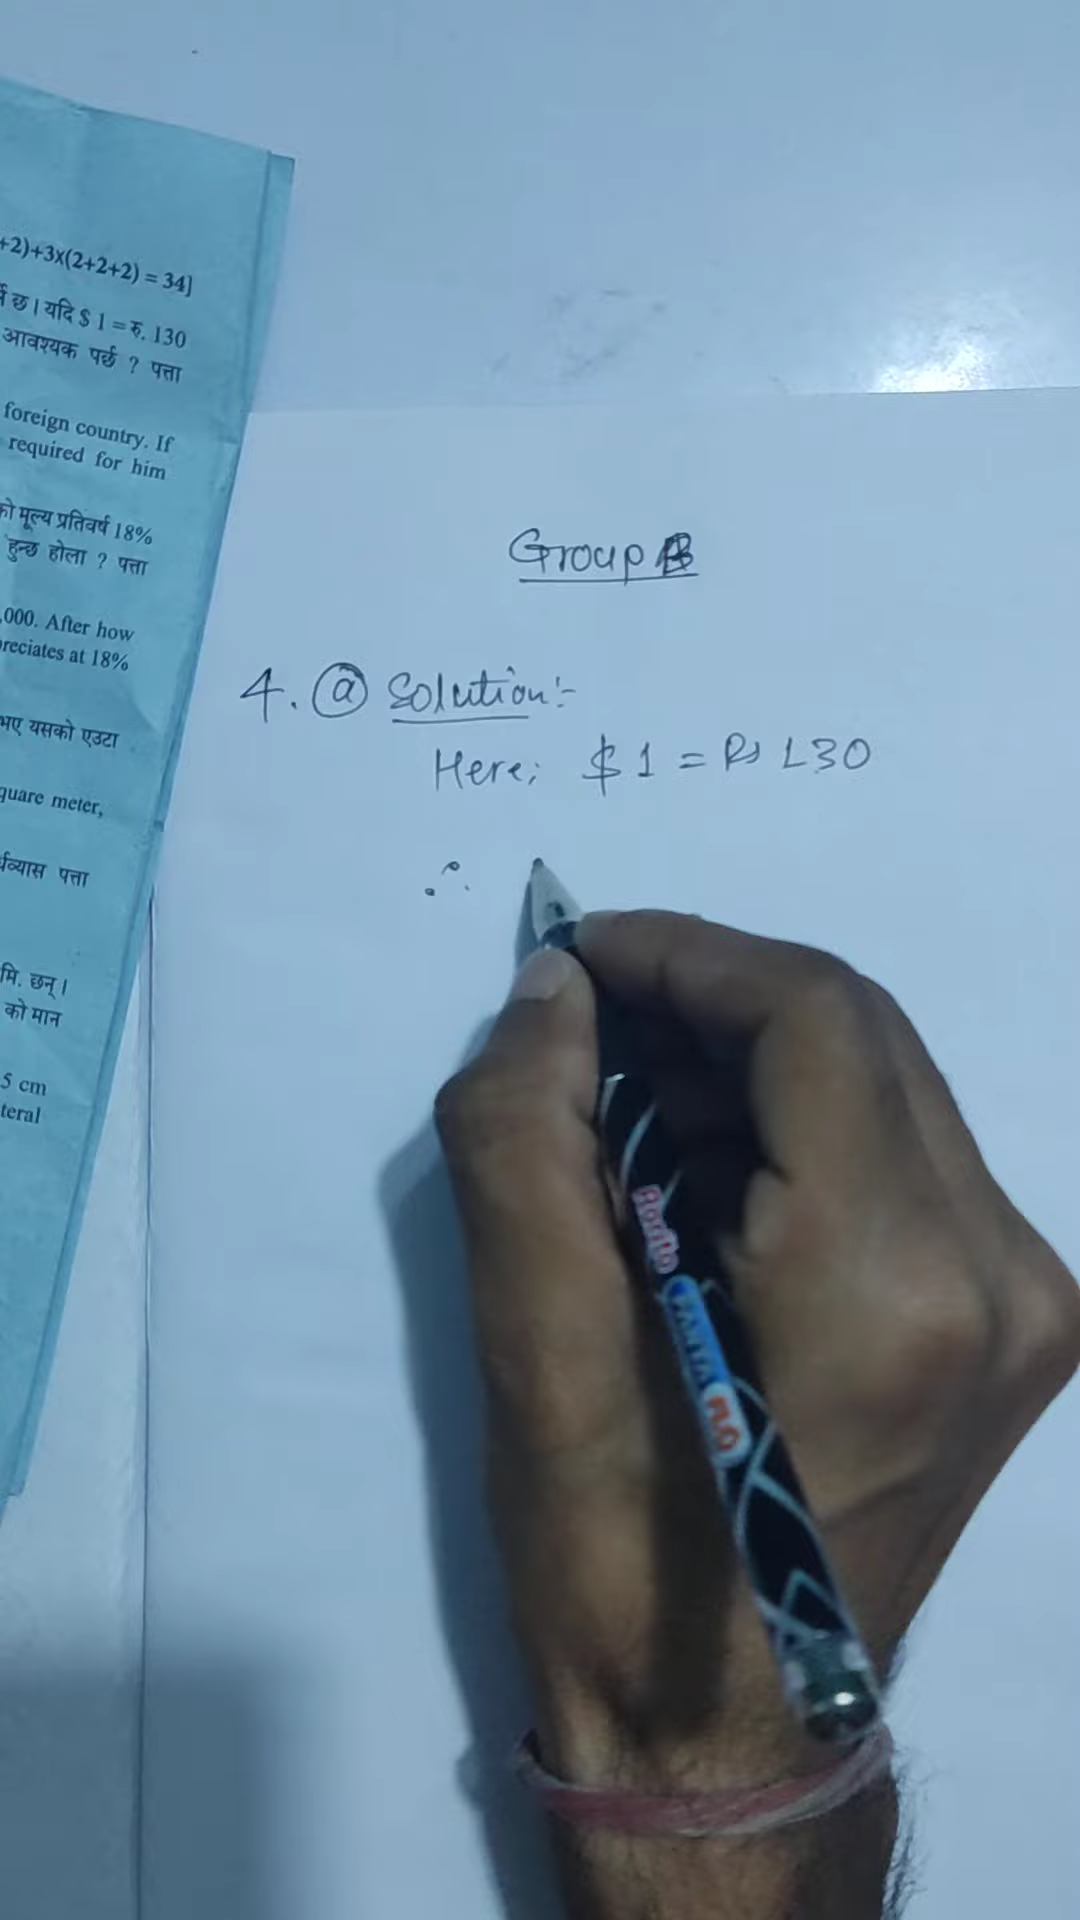 +2)+3x(2+2+2) = 34]
छ। यदि $ 1 = रु. 130
आवश्यक पर्छ ? पत्ता
foreign country. If
required for him
को मूल्य प्रतिवर्ष 18%
हुन्छ होला ? पत्ता
,000. After how
preciates at 18%
भए यसको एउटा
quare meter,
र्धव्यास पत्ता
मि. छन्।
को मान
5 cm
teral
Group B
4. (a) Solution:-
Here; $ 1 = Rs 130
∴